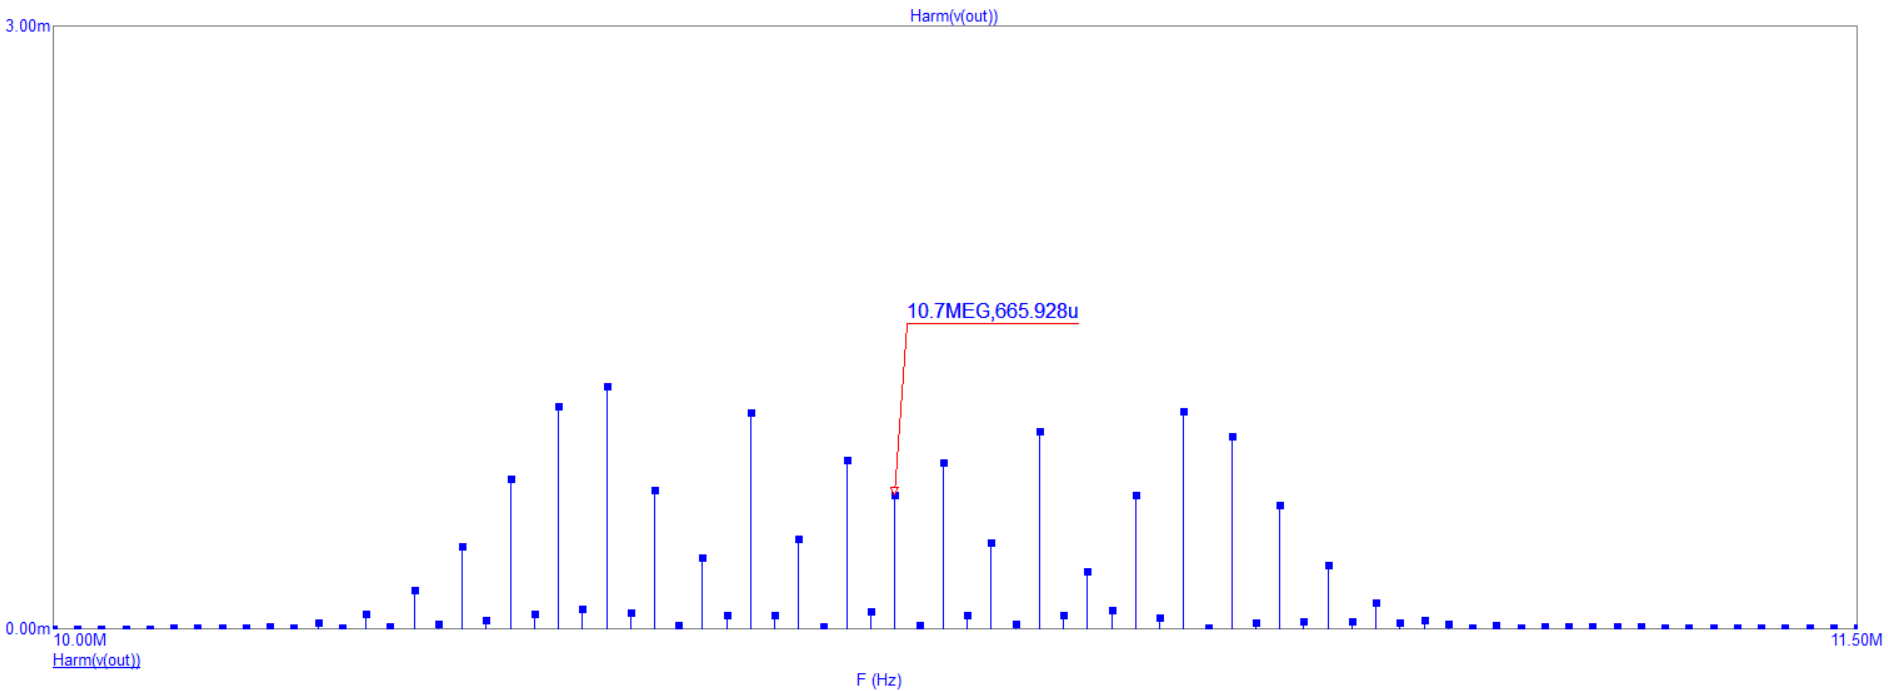 Harm(v(out))
3.00m
10.7MEG,665.928u
0.00m
10.00M
11.50M
Harm(v(out))
F (Hz)